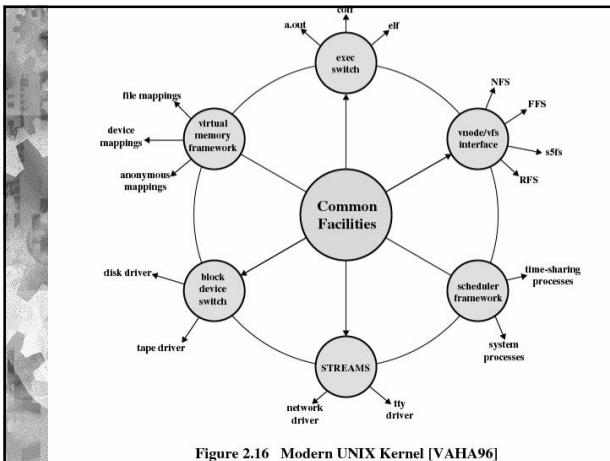 coff
a.out
elf
exec
switch
file mappings
virtual
memory
framework
device
mappings
anonymous
mappings
NFS
FFS
vnode/vfs
interface
s5fs
RFS
Common
Facilities
disk driver
block
device
switch
tape driver
time-sharing
processes
scheduler
framework
system
processes
STREAMS
network
driver
tty
driver
Figure 2.16 Modern UNIX Kernel [VAHA96]